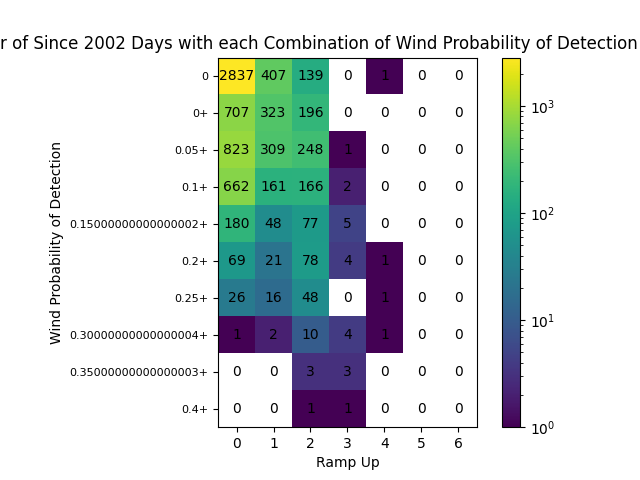 r of Since 2002 Days with each Combination of Wind Probability of Detection
0 2837 407 139 0 1 0 0
0+ 707 323 196 0 0 0 0
0.05+ 823 309 248 1 0 0 0
0.1+ 662 161 166 2 0 0 0
0.15000000000000002+ 180 48 77 5 0 0 0
0.2+ 69 21 78 4 1 0 0
0.25+ 26 16 48 0 1 0 0
0.30000000000000004+ 1 2 10 4 1 0 0
0.35000000000000003+ 0 0 3 3 0 0 0
0.4+ 0 0 1 1 0 0 0
0 1 2 3 4 5 6
Ramp Up
Wind Probability of Detection
10³
10²
10¹
10⁰